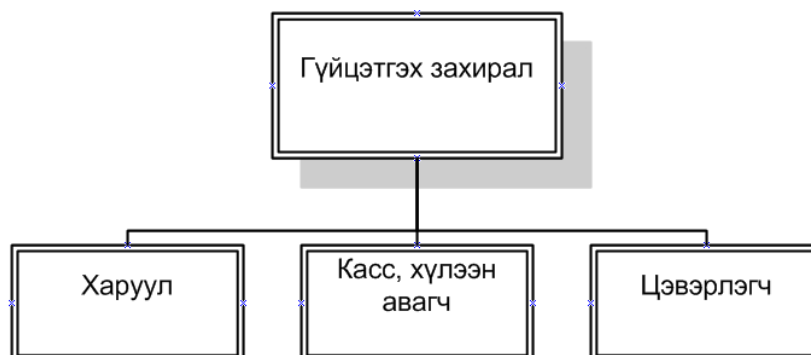 Гүйцэтгэх захирал
Харуул
Касс, хүлээн
авагч
Цэвэрлэгч